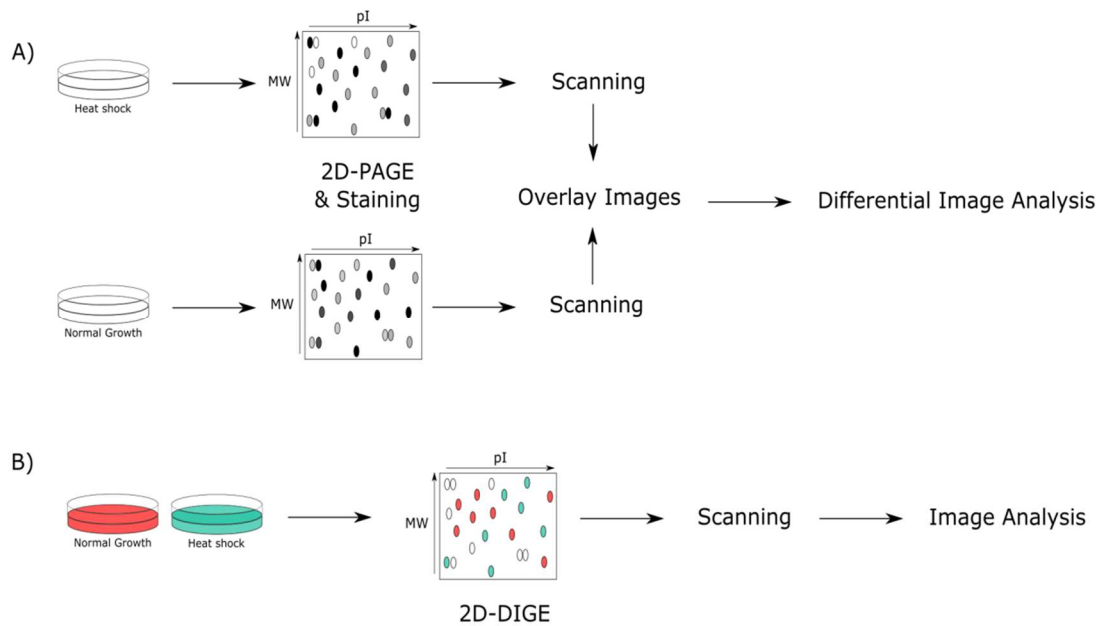 A)
Heat shock
pI
MW
2D-PAGE
& Staining
Scanning
Overlay Images
Differential Image Analysis
Normal Growth
pI
MW
Scanning
B)
Normal Growth
Heat shock
pI
MW
2D-DIGE
Scanning
Image Analysis